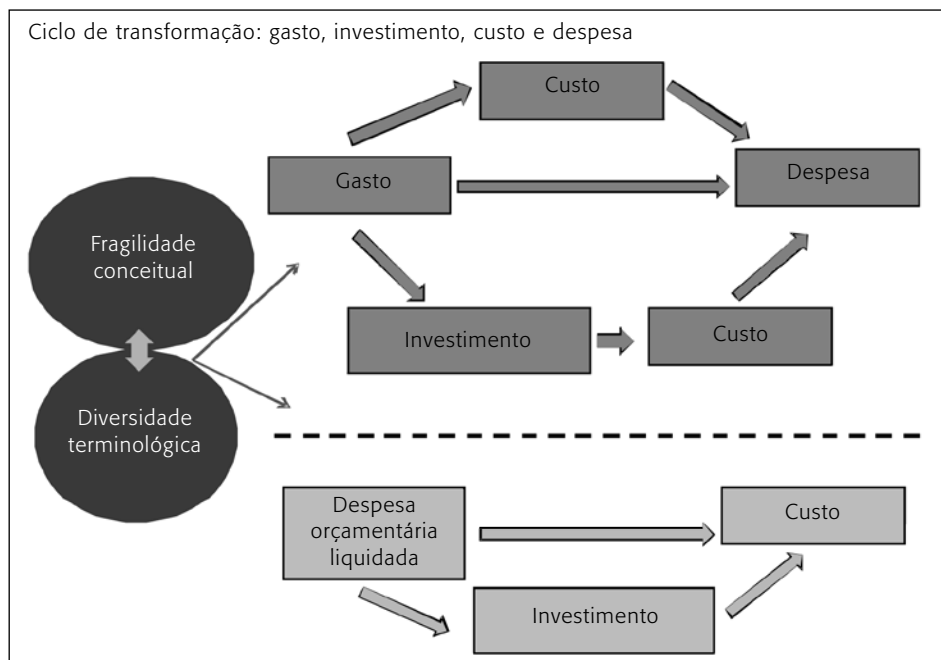 Ciclo de transformação: gasto, investimento, custo e despesa
Custo
Gasto
Despesa
Fragilidade
conceitual
Investimento
Custo
Diversidade
terminológica
Despesa
orçamentária
liquidada
Custo
Investimento